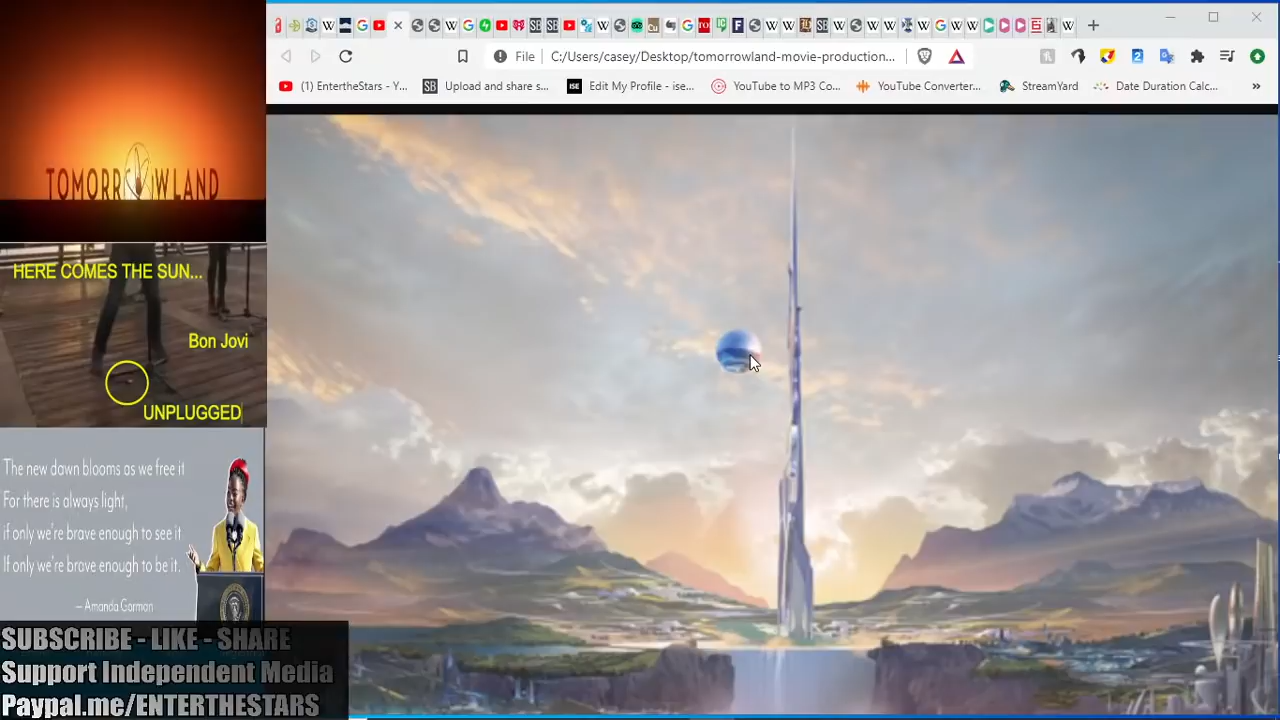 File
C:/Users/casey/Desktop/tomorrowland-movie-production...
(1) EntertheStars - Y...
Upload and share s...
ISE
Edit My Profile - ise...
YouTube to MP3 Co...
YouTube Converter...
StreamYard
Date Duration Calc...
»
TOMORROWLAND
HERE COMES THE SUN...
Bon Jovi
UNPLUGGED
The new dawn blooms as we free it
For there is always light,
if only we're brave enough to see it
If only we're brave enough to be it.
— Amanda Gorman
SUBSCRIBE - LIKE - SHARE
Support Independent Media
Paypal.me/ENTERTHESTARS